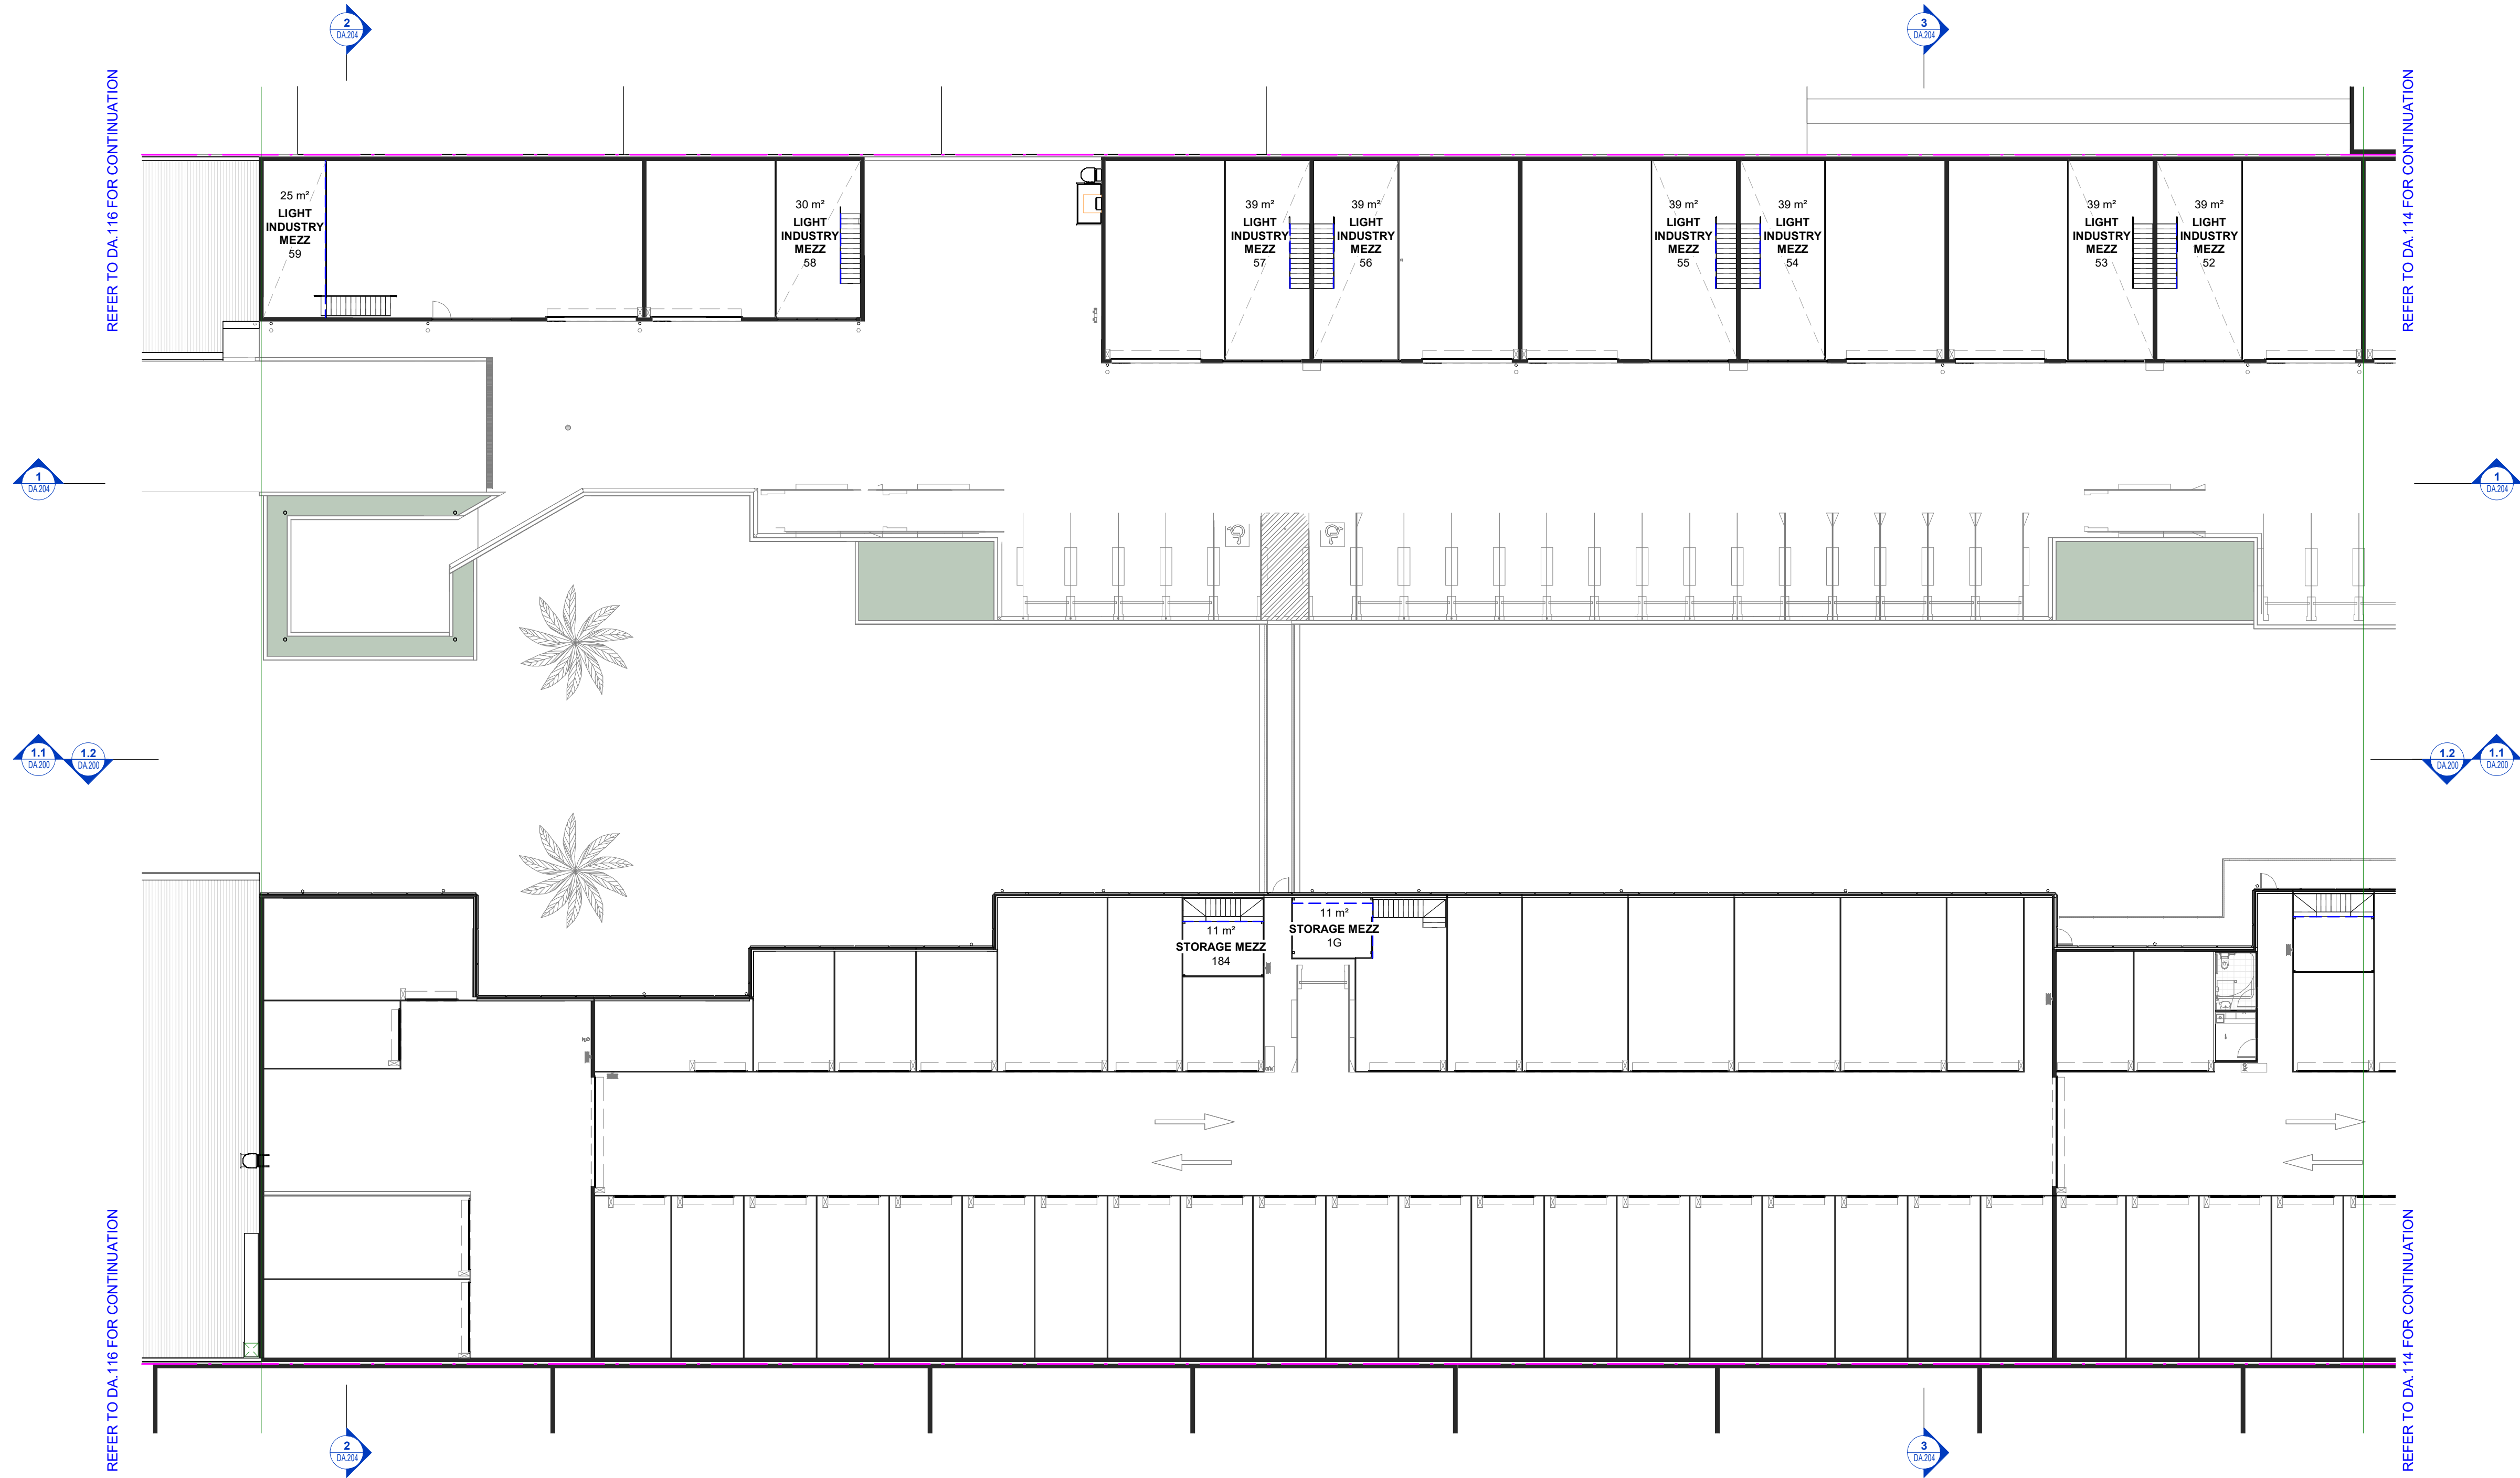 2
DA.204
3
DA.204
REFER TO DA.116 FOR CONTINUATION
REFER TO DA.114 FOR CONTINUATION
25 m²
LIGHT
INDUSTRY
MEZZ
59
30 m²
LIGHT
INDUSTRY
MEZZ
58
39 m²
LIGHT
INDUSTRY
MEZZ
57
39 m²
LIGHT
INDUSTRY
MEZZ
56
39 m²
LIGHT
INDUSTRY
MEZZ
55
39 m²
LIGHT
INDUSTRY
MEZZ
54
39 m²
LIGHT
INDUSTRY
MEZZ
53
39 m²
LIGHT
INDUSTRY
MEZZ
52
1
DA.204
1
DA.204
1.1
DA.200
1.2
DA.200
1.2
DA.200
1.1
DA.200
11 m²
STORAGE MEZZ
184
11 m²
STORAGE MEZZ
1G
REFER TO DA.116 FOR CONTINUATION
REFER TO DA.114 FOR CONTINUATION
2
DA.204
3
DA.204